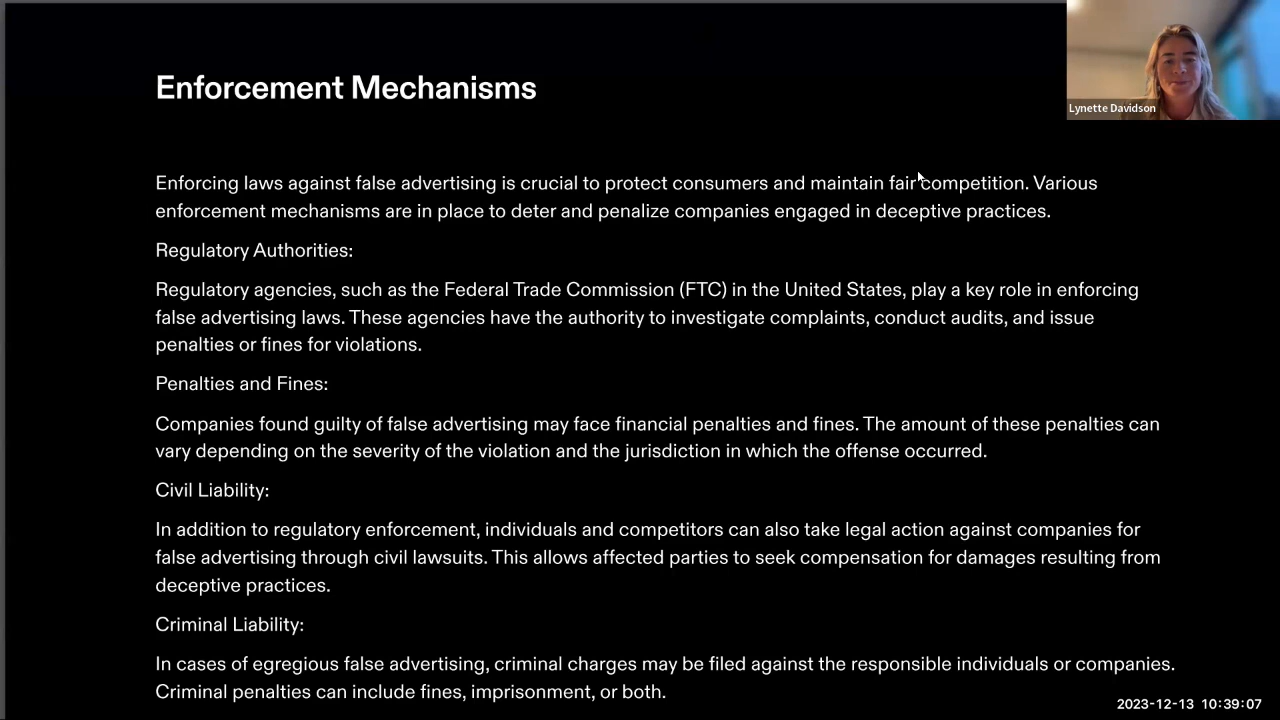 Enforcement Mechanisms
Lynette Davidson
Enforcing laws against false advertising is crucial to protect consumers and maintain fair competition. Various
enforcement mechanisms are in place to deter and penalize companies engaged in deceptive practices.
Regulatory Authorities:
Regulatory agencies, such as the Federal Trade Commission (FTC) in the United States, play a key role in enforcing
false advertising laws. These agencies have the authority to investigate complaints, conduct audits, and issue
penalties or fines for violations.
Penalties and Fines:
Companies found guilty of false advertising may face financial penalties and fines. The amount of these penalties can
vary depending on the severity of the violation and the jurisdiction in which the offense occurred.
Civil Liability:
In addition to regulatory enforcement, individuals and competitors can also take legal action against companies for
false advertising through civil lawsuits. This allows affected parties to seek compensation for damages resulting from
deceptive practices.
Criminal Liability:
In cases of egregious false advertising, criminal charges may be filed against the responsible individuals or companies.
Criminal penalties can include fines, imprisonment, or both.
2023-12-13 10:39:07